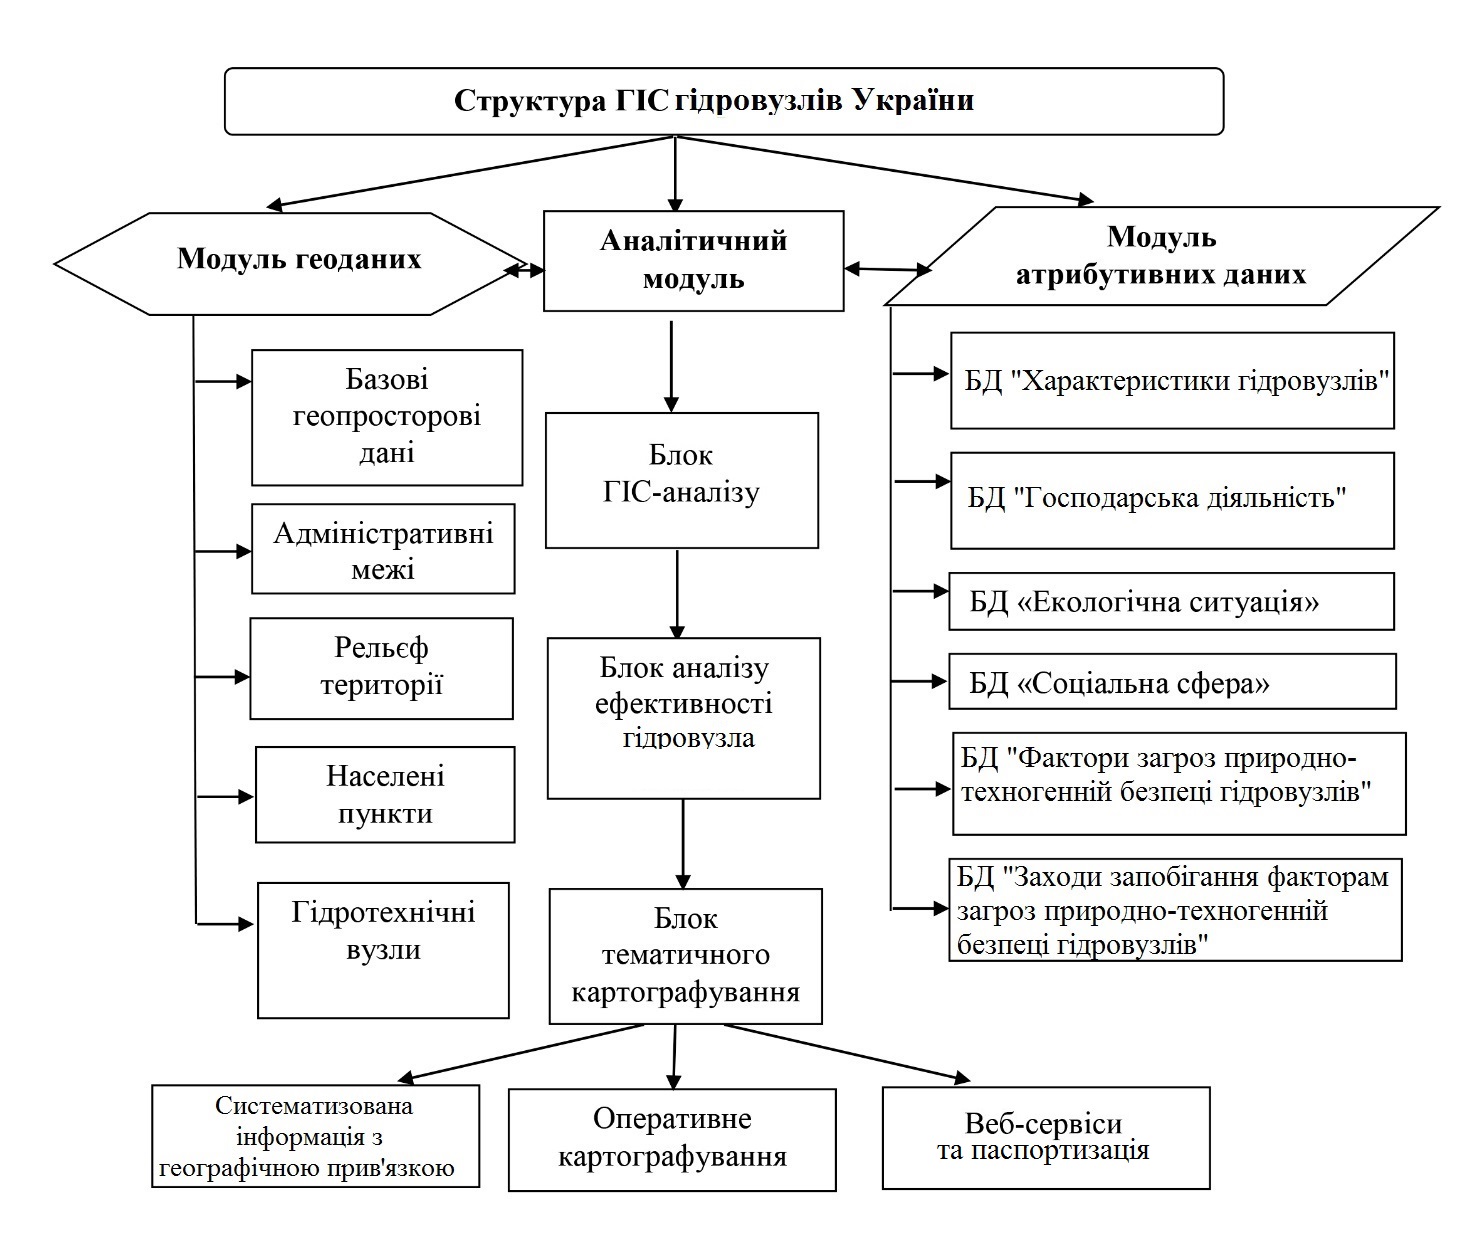 Структура ГІС гідровузлів України
Модуль геоданих
Аналітичний
модуль
Модуль
атрибутивних даних
Базові
геопросторові
дані
Адміністративні
межі
Рельєф
території
Населені
пункти
Гідротехнічні
вузли
Блок
ГІС-аналізу
Блок аналізу
ефективності
гідровузла
Блок
тематичного
картографування
БД "Характеристики гідровузлів"
БД "Господарська діяльність"
БД «Екологічна ситуація»
БД «Соціальна сфера»
БД "Фактори загроз природно-
техногенній безпеці гідровузлів"
БД "Заходи запобігання факторам
загроз природно-техногенній
безпеці гідровузлів"
Систематизована
інформація з
географічною прив'язкою
Оперативне
картографування
Веб-сервіси
та паспортизація